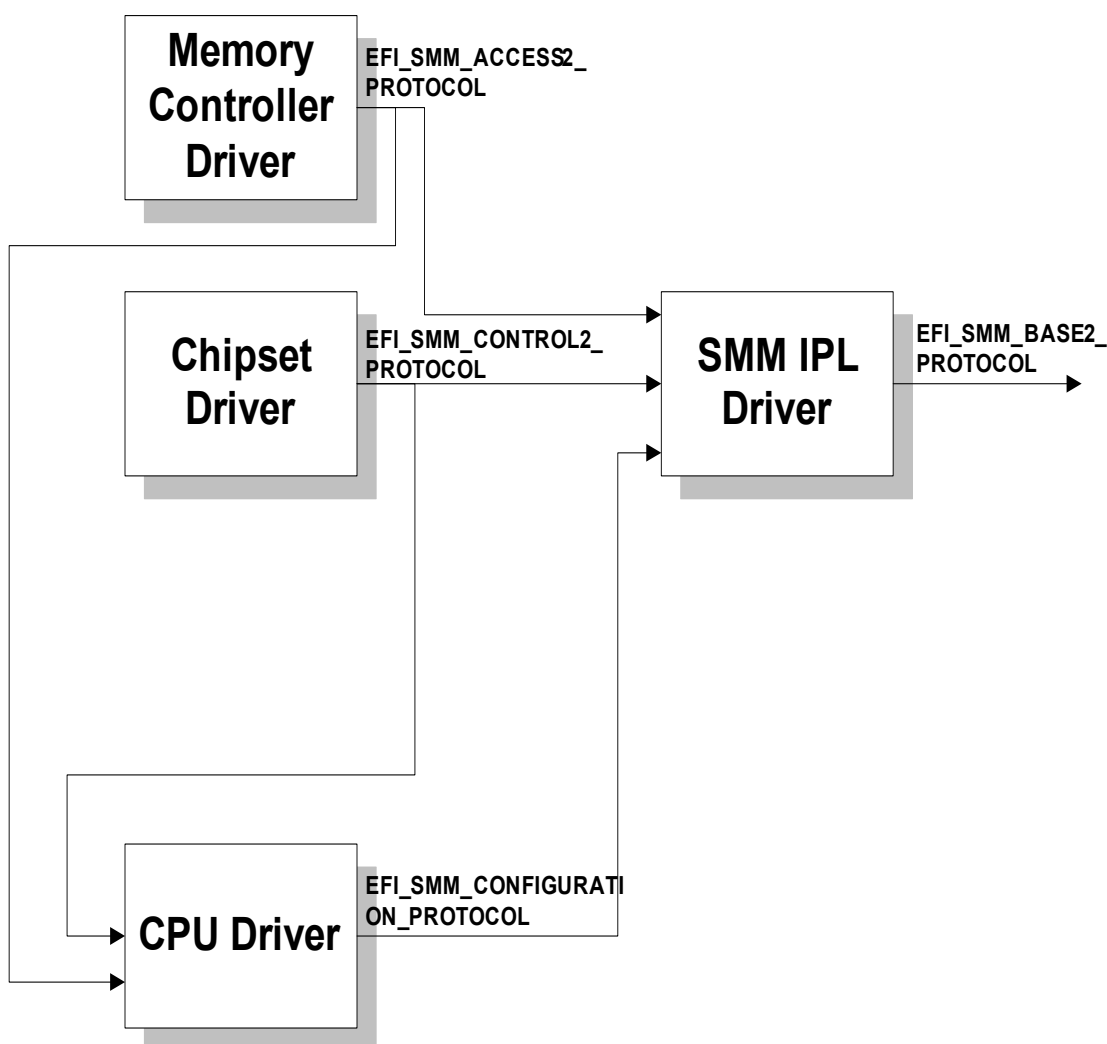 Memory
Controller
Driver
EFI_SMM_ACCESS2_
PROTOCOL
Chipset
Driver
EFI_SMM_CONTROL2_
PROTOCOL
SMM IPL
Driver
EFI_SMM_BASE2_
PROTOCOL
CPU Driver
EFI_SMM_CONFIGURATI
ON_PROTOCOL